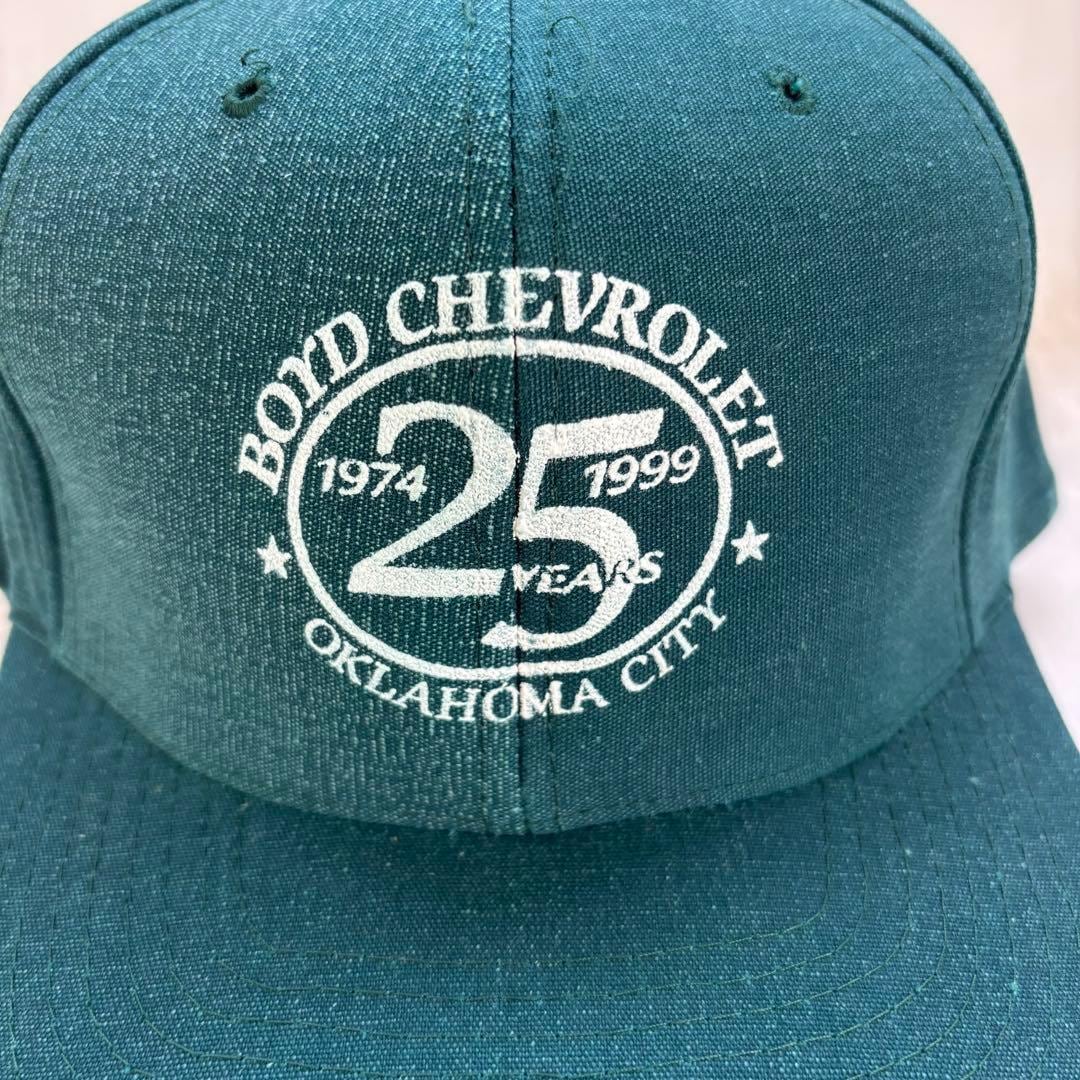 BOYD CHEVROLET
1974 25 1999
YEARS
OKLAHOMA CITY